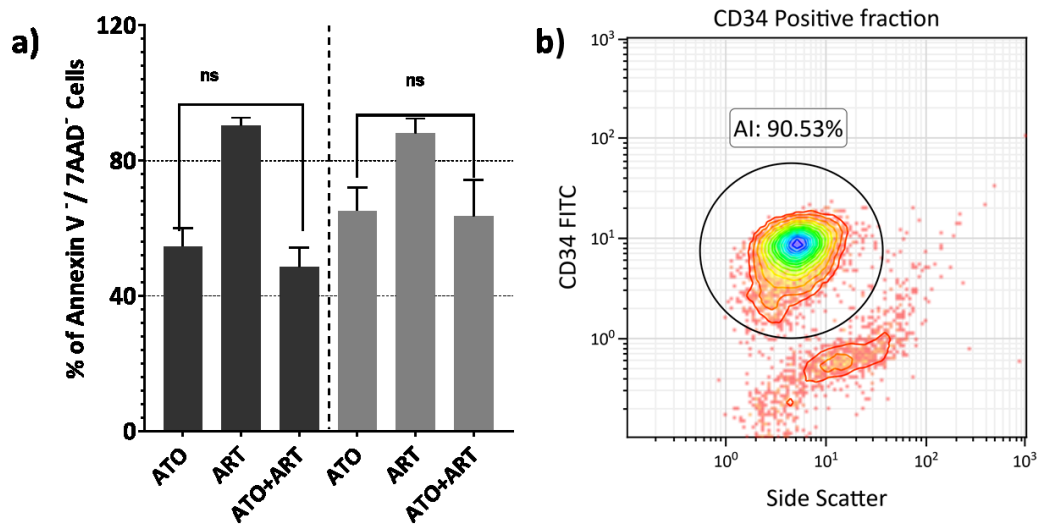 a)
% of Annexin V⁻/ 7AAD⁻ Cells
120
80
40
0
ns
ns
ATO
ART
ATO+ART
ATO
ART
ATO+ART
b)
CD34 Positive fraction
CD34 FITC
10³
10²
10¹
10⁰
AI: 90.53%
10⁰
10¹
10²
10³
Side Scatter